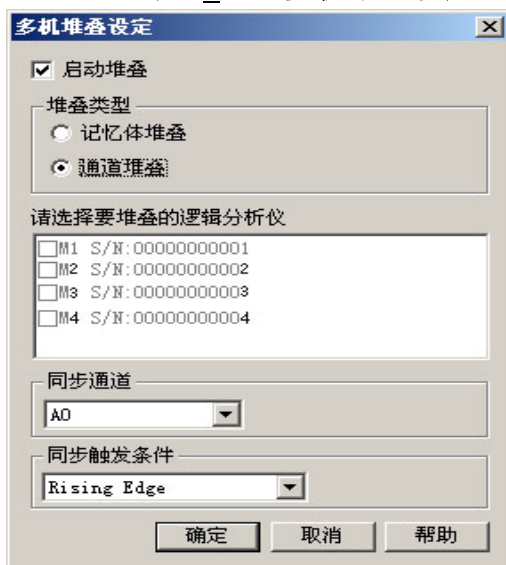 多机堆叠设定
启动堆叠
堆叠类型
记忆体堆叠
通道堆叠
请选择要堆叠的逻辑分析仪
M1 S/N:00000000001
M2 S/N:00000000002
M3 S/N:00000000003
M4 S/N:00000000004
同步通道
A0
同步触发条件
Rising Edge
确定 取消 帮助